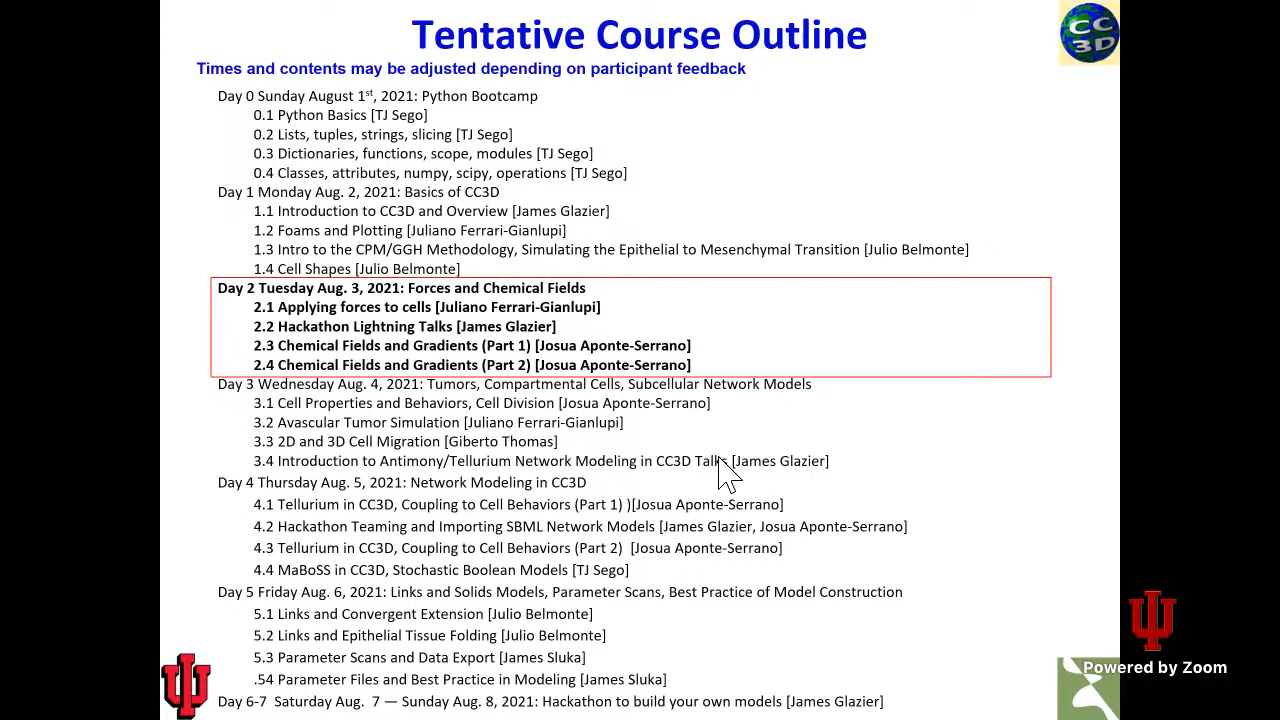 Tentative Course Outline
CC
3D
Times and contents may be adjusted depending on participant feedback
Day 0 Sunday August 1st, 2021: Python Bootcamp
0.1 Python Basics [TJ Sego]
0.2 Lists, tuples, strings, slicing [TJ Sego]
0.3 Dictionaries, functions, scope, modules [TJ Sego]
0.4 Classes, attributes, numpy, scipy, operations [TJ Sego]
Day 1 Monday Aug. 2, 2021: Basics of CC3D
1.1 Introduction to CC3D and Overview [James Glazier]
1.2 Foams and Plotting [Juliano Ferrari-Gianlupi]
1.3 Intro to the CPM/GGH Methodology, Simulating the Epithelial to Mesenchymal Transition [Julio Belmonte]
1.4 Cell Shapes [Julio Belmonte]
Day 2 Tuesday Aug. 3, 2021: Forces and Chemical Fields
2.1 Applying forces to cells [Juliano Ferrari-Gianlupi]
2.2 Hackathon Lightning Talks [James Glazier]
2.3 Chemical Fields and Gradients (Part 1) [Josua Aponte-Serrano]
2.4 Chemical Fields and Gradients (Part 2) [Josua Aponte-Serrano]
Day 3 Wednesday Aug. 4, 2021: Tumors, Compartmental Cells, Subcellular Network Models
3.1 Cell Properties and Behaviors, Cell Division [Josua Aponte-Serrano]
3.2 Avascular Tumor Simulation [Juliano Ferrari-Gianlupi]
3.3 2D and 3D Cell Migration [Giberto Thomas]
3.4 Introduction to Antimony/Tellurium Network Modeling in CC3D Talks [James Glazier]
Day 4 Thursday Aug. 5, 2021: Network Modeling in CC3D
4.1 Tellurium in CC3D, Coupling to Cell Behaviors (Part 1) )[Josua Aponte-Serrano]
4.2 Hackathon Teaming and Importing SBML Network Models [James Glazier, Josua Aponte-Serrano]
4.3 Tellurium in CC3D, Coupling to Cell Behaviors (Part 2) [Josua Aponte-Serrano]
4.4 MaBoSS in CC3D, Stochastic Boolean Models [TJ Sego]
Day 5 Friday Aug. 6, 2021: Links and Solids Models, Parameter Scans, Best Practice of Model Construction
5.1 Links and Convergent Extension [Julio Belmonte]
5.2 Links and Epithelial Tissue Folding [Julio Belmonte]
5.3 Parameter Scans and Data Export [James Sluka]
.54 Parameter Files and Best Practice in Modeling [James Sluka]
Day 6-7 Saturday Aug. 7 — Sunday Aug. 8, 2021: Hackathon to build your own models [James Glazier]
Powered by Zoom